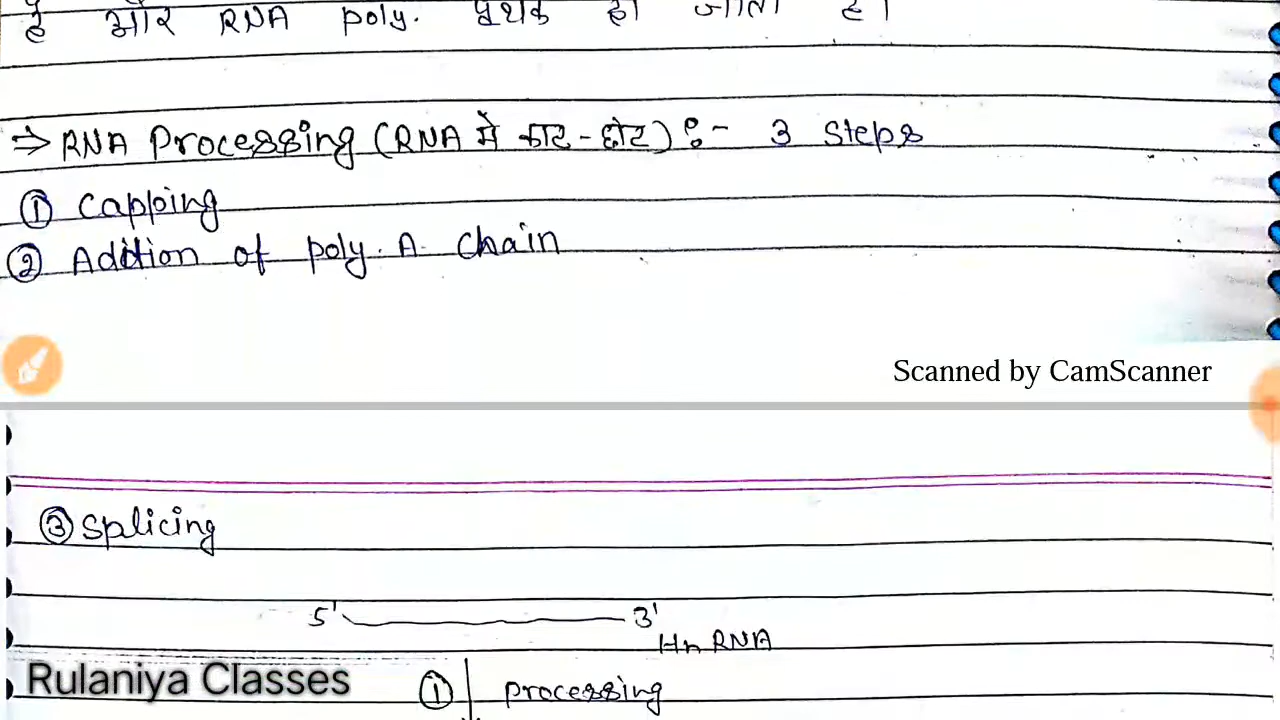 है और RNA poly. पृथक हो जाता है।
⇒ RNA Processing (RNA में काट-छाँट) :- 3 Steps
① Capping
② Addition of poly. A. Chain
Scanned by CamScanner
③ Splicing
5' 3'
Hn RNA
① processing
Rulaniya Classes